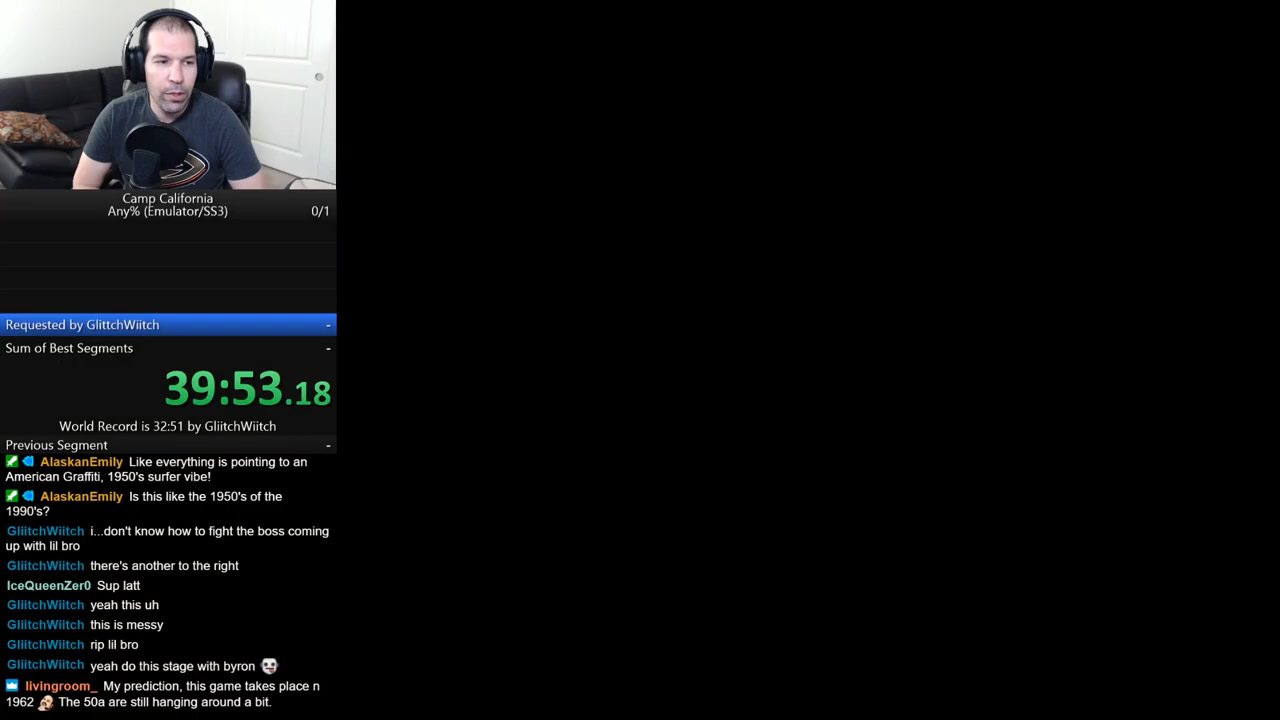 Camp California
Any% (Emulator/SS3) 0/1
Requested by GlittchWiitch -
Sum of Best Segments -
39:53.18
World Record is 32:51 by GliitchWiitch
Previous Segment -
AlaskanEmily Like everything is pointing to an
American Graffiti, 1950's surfer vibe!
AlaskanEmily Is this like the 1950's of the
1990's?
GliitchWiitch i...don't know how to fight the boss coming
up with lil bro
GliitchWiitch there's another to the right
IceQueenZer0 Sup latt
GliitchWiitch yeah this uh
GliitchWiitch this is messy
GliitchWiitch rip lil bro
GliitchWiitch yeah do this stage with byron
livingroom_ My prediction, this game takes place n
1962 The 50a are still hanging around a bit.